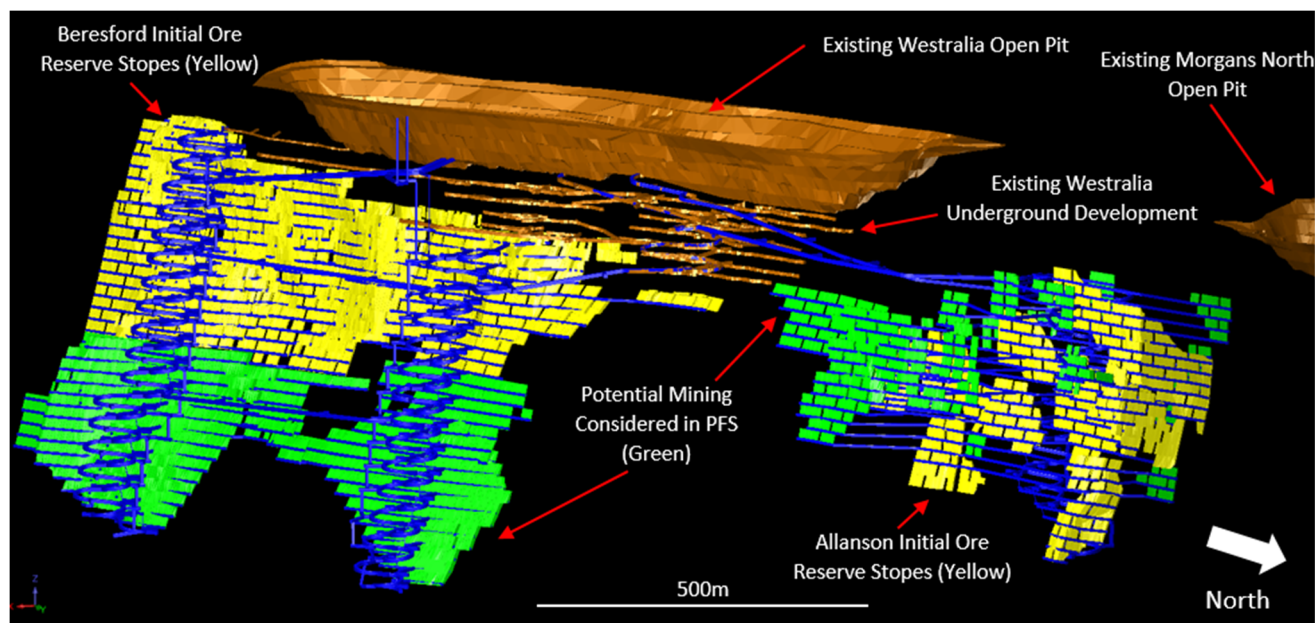 Beresford Initial Ore
Reserve Stopes (Yellow)
Existing Westralia Open Pit
Existing Morgans North
Open Pit
Existing Westralia
Underground Development
Potential Mining
Considered in PFS
(Green)
Allanson Initial Ore
Reserve Stopes (Yellow)
500m
North
Z